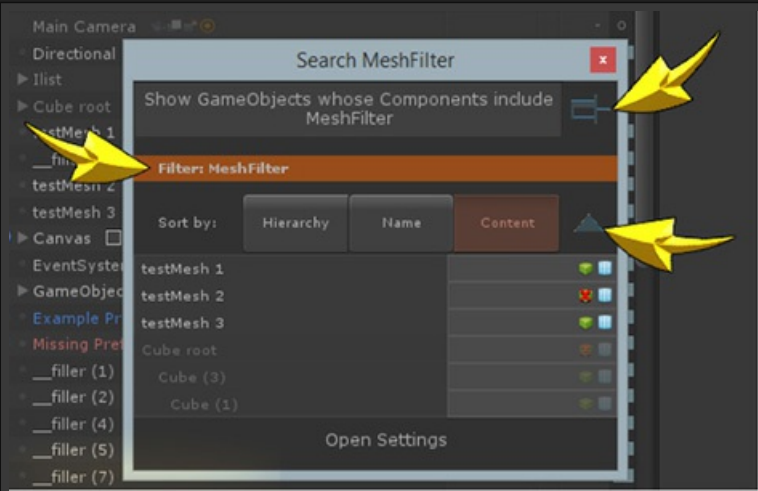 Main Camera
Directional
Ilist
Cube root
testMesh 1
testMesh 2
testMesh 3
Canvas
EventSyste
GameObjec
Example Pr
Missing Pref
__filler (1)
__filler (2)
__filler (4)
__filler (5)
__filler (7)
Search MeshFilter
x
Show GameObjects whose Components include
MeshFilter
Filter: MeshFilter
Sort by: Hierarchy Name Content
testMesh 1
testMesh 2
testMesh 3
Cube root
Cube (3)
Cube (1)
Open Settings